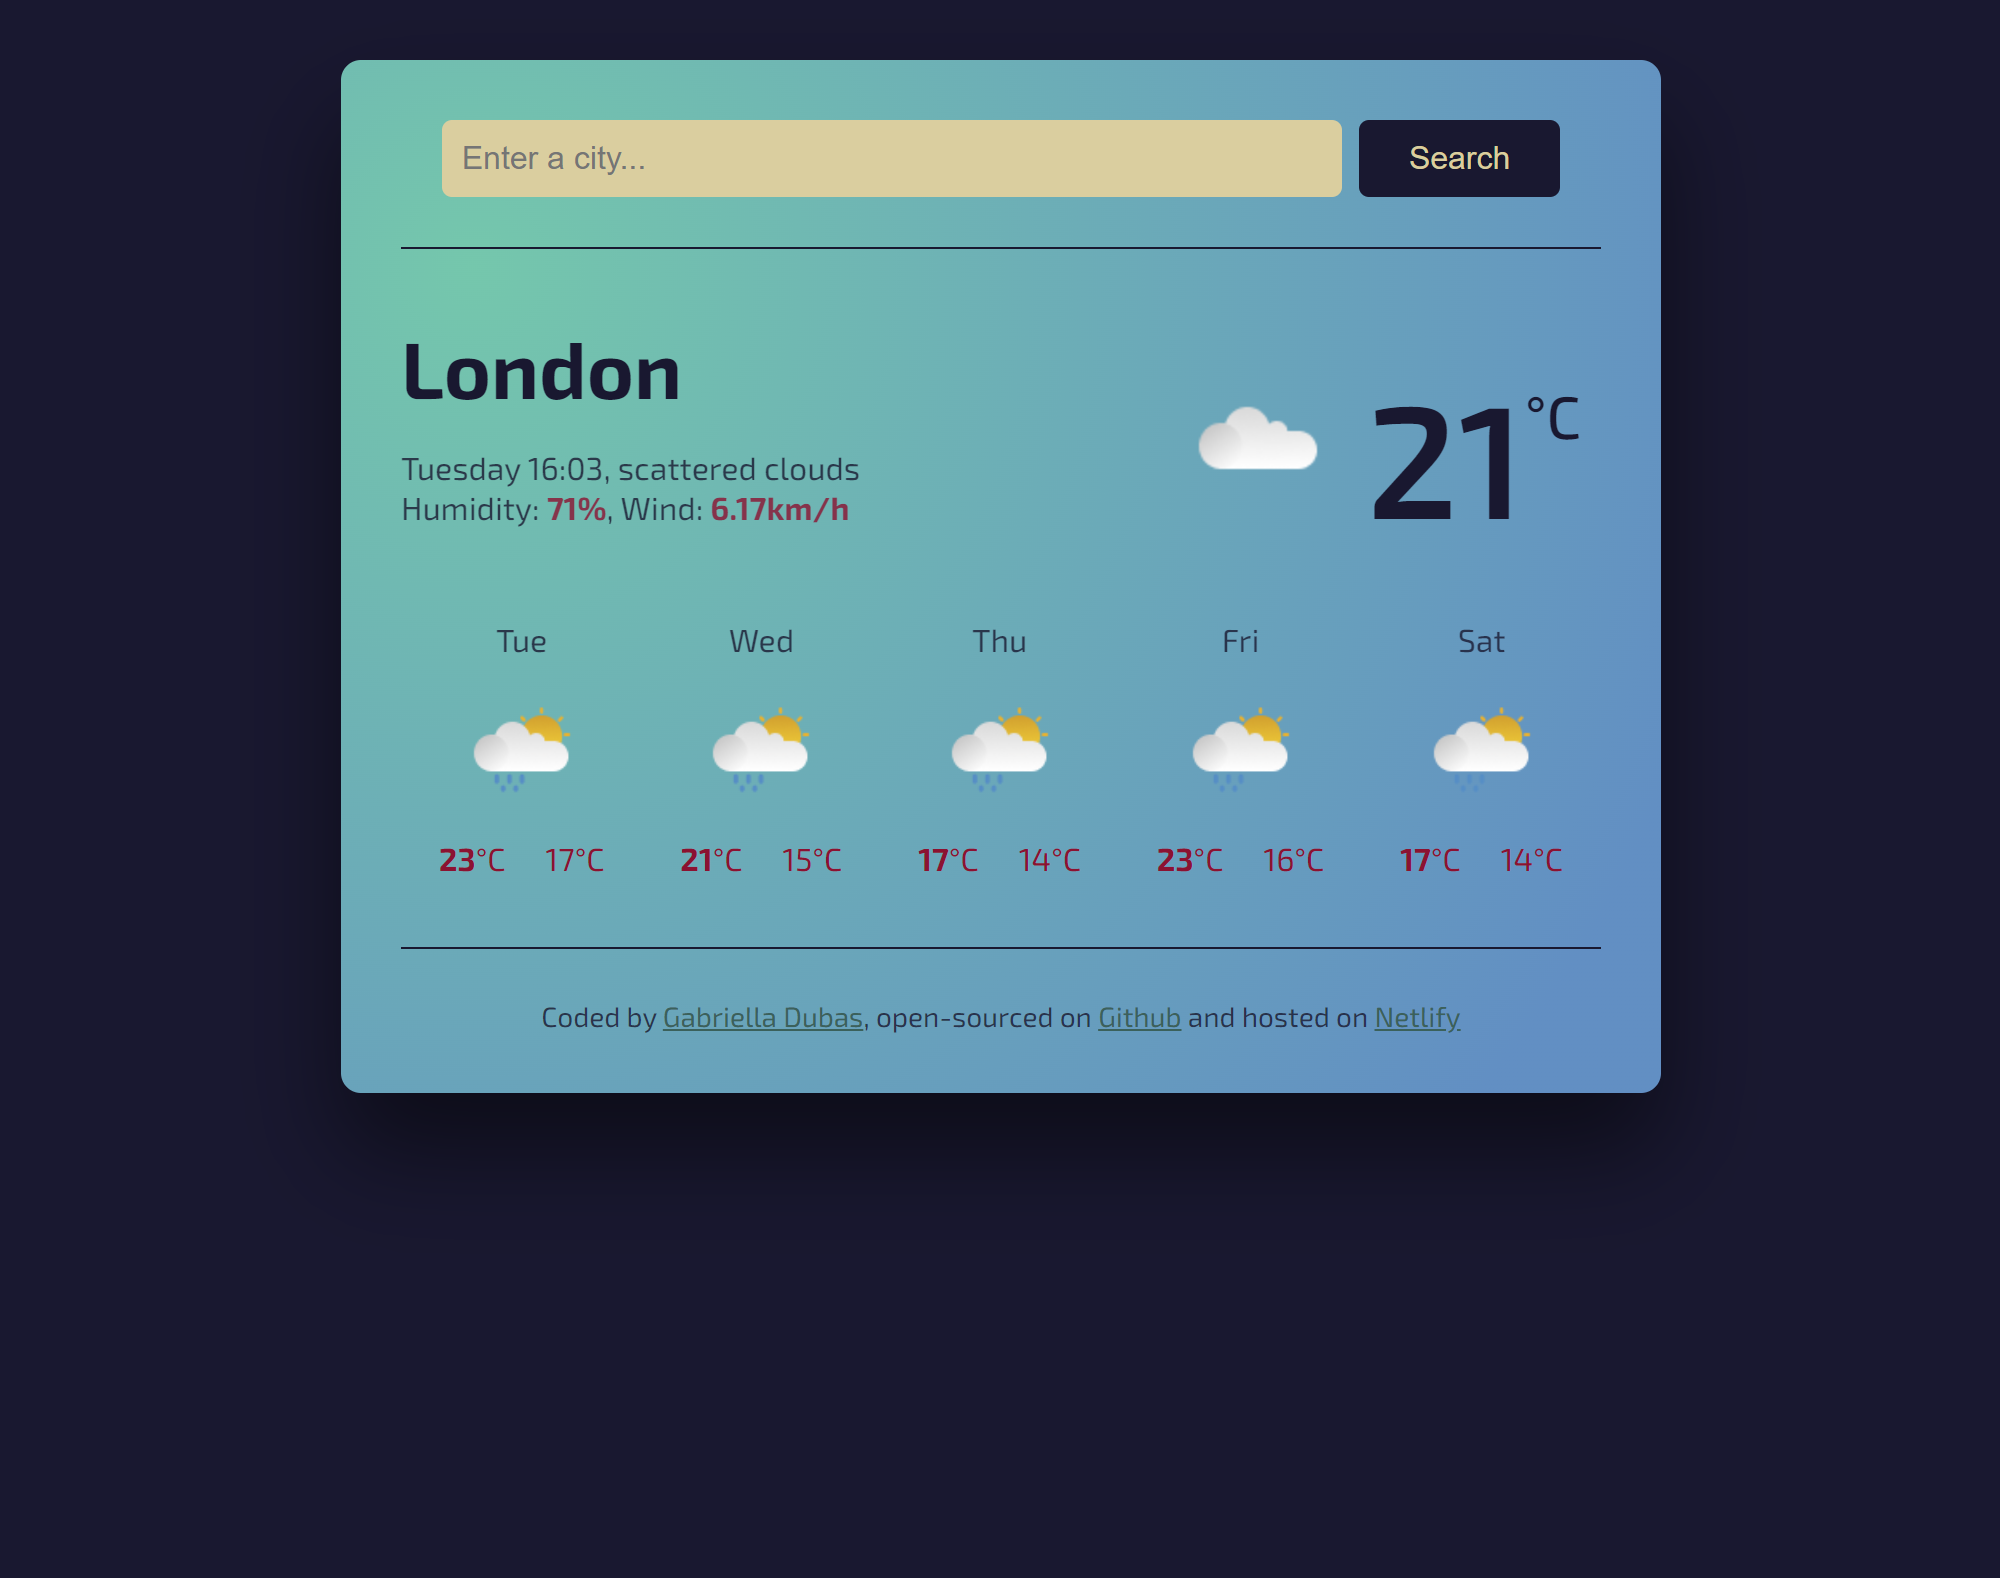 Enter a city...
Search
London
21°C
Tuesday 16:03, scattered clouds
Humidity: 71%, Wind: 6.17km/h
Tue Wed Thu Fri Sat
23°C 17°C 21°C 15°C 17°C 14°C 23°C 16°C 17°C 14°C
Coded by Gabriella Dubas, open-sourced on Github and hosted on Netlify